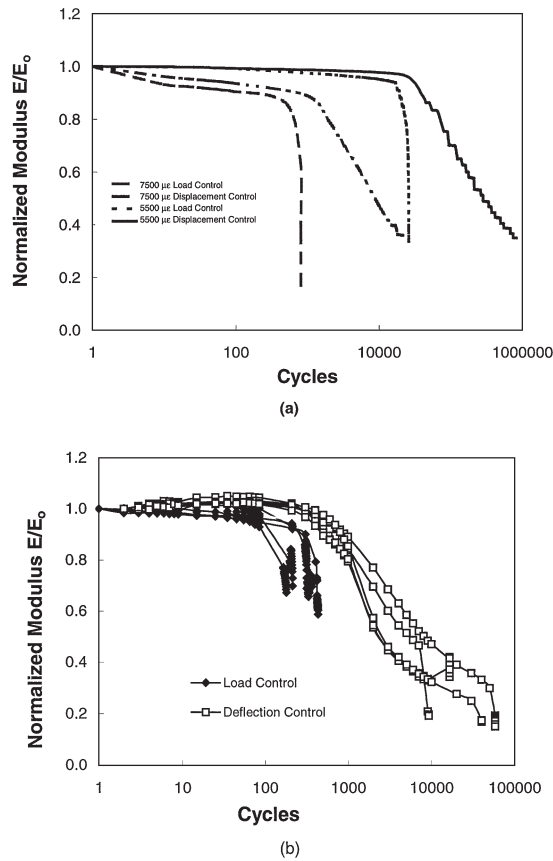 1.2
1.0
0.8
0.6
0.4
0.2
0.0
Normalized Modulus E/Eo
7500 με Load Control
7500 με Displacement Control
5500 με Load Control
5500 με Displacement Control
1 100 10000 1000000
Cycles
(a)
1.2
1.0
0.8
0.6
0.4
0.2
0.0
Normalized Modulus E/Eo
Load Control
Deflection Control
1 10 100 1000 10000 100000
Cycles
(b)